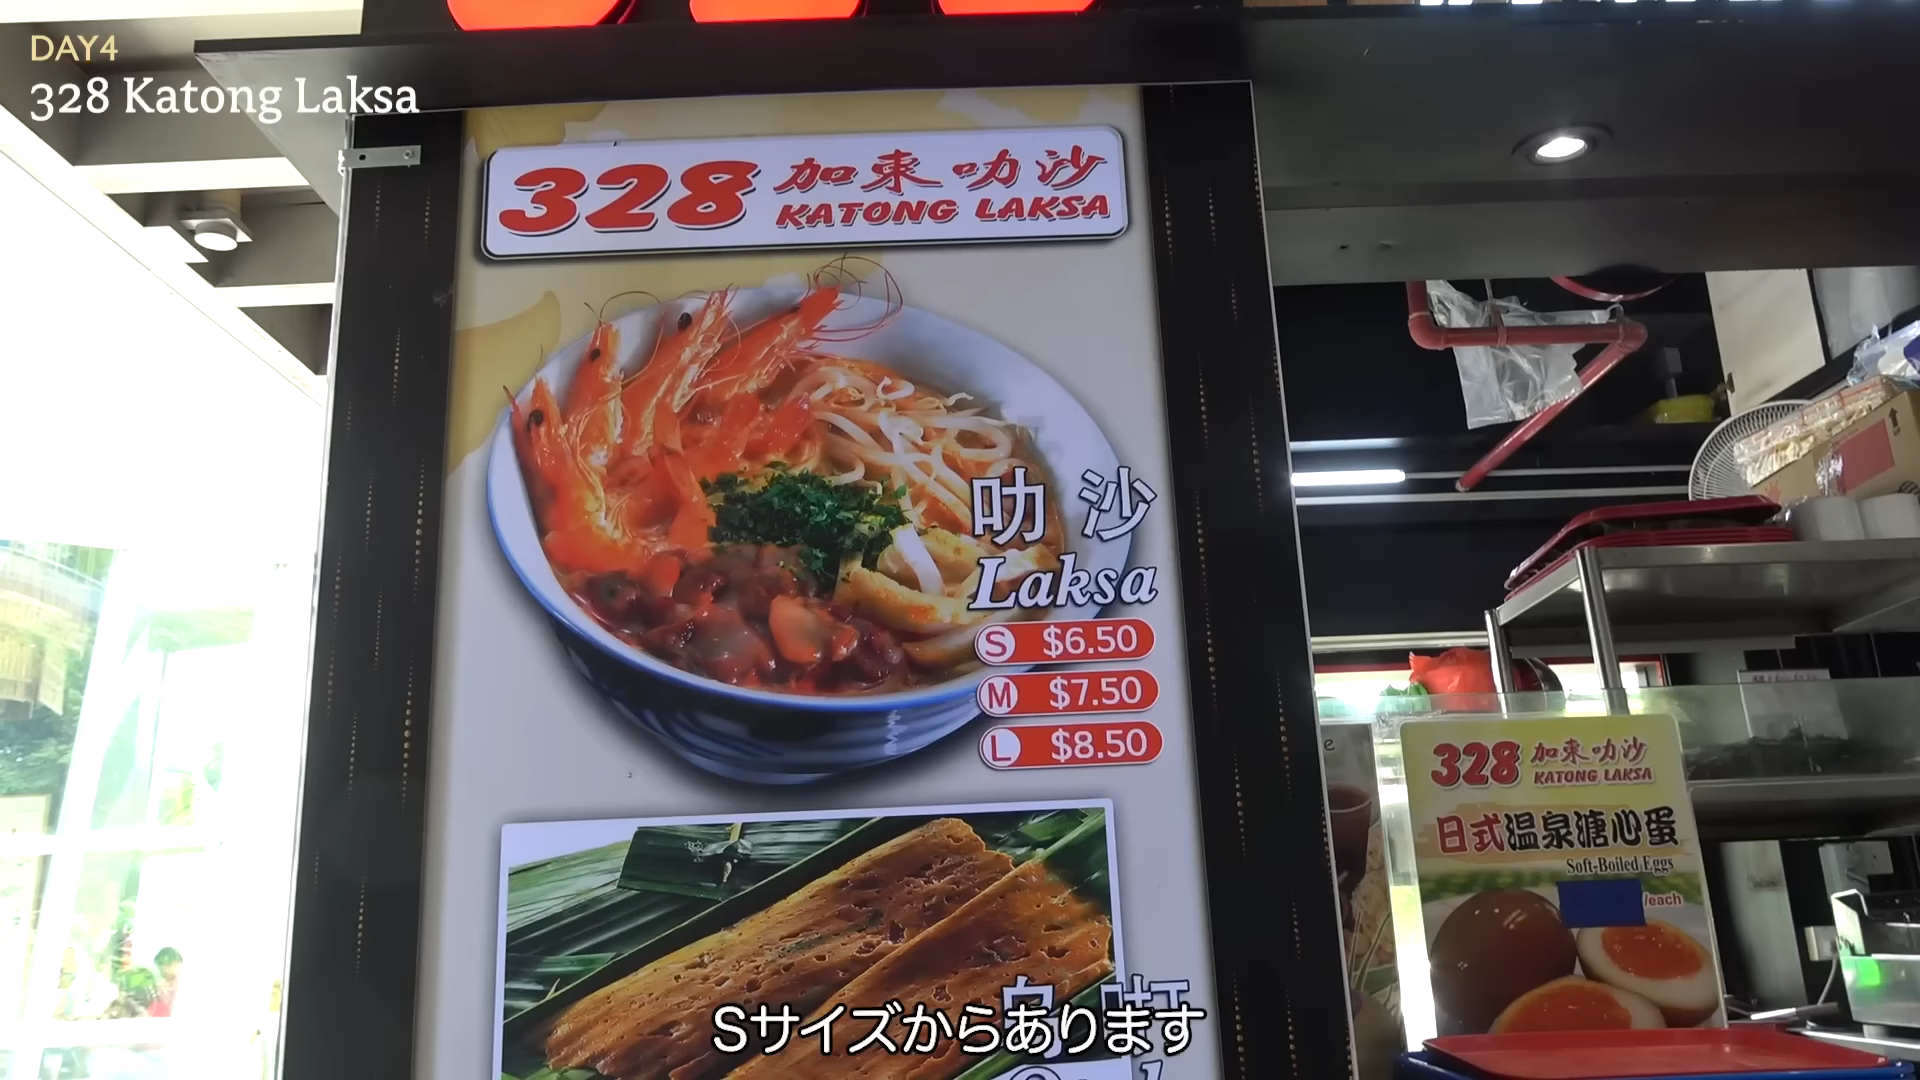 DAY4
328 Katong Laksa
328 加東叻沙
KATONG LAKSA
叻沙
Laksa
S $6.50
M $7.50
L $8.50
328 加東叻沙
KATONG LAKSA
日式温泉溏心蛋
Soft-Boiled Eggs
/each
Sサイズからあります